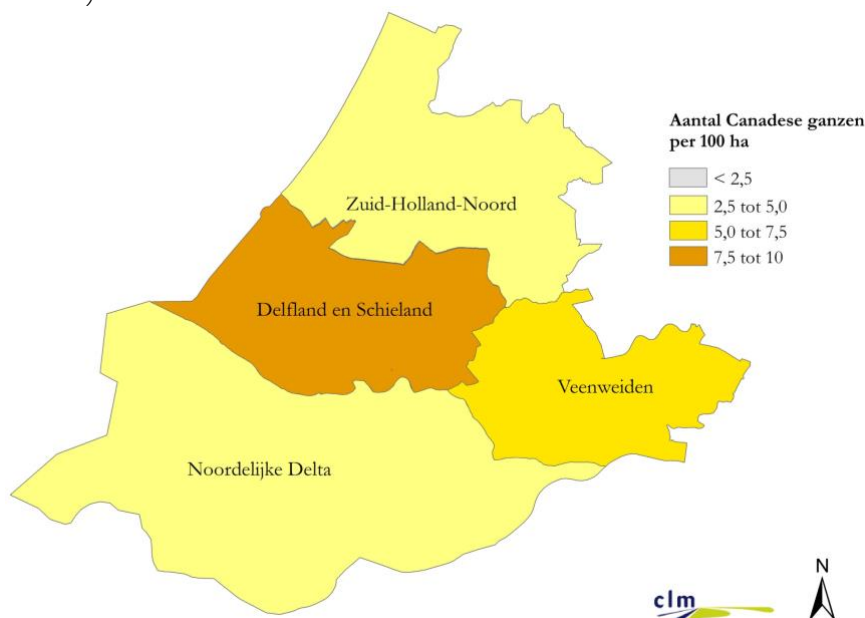 Aantal Canadese ganzen
per 100 ha
< 2,5
2,5 tot 5,0
5,0 tot 7,5
7,5 tot 10
Zuid-Holland-Noord
Delfland en Schieland
Veenweiden
Noordelijke Delta
clm
N